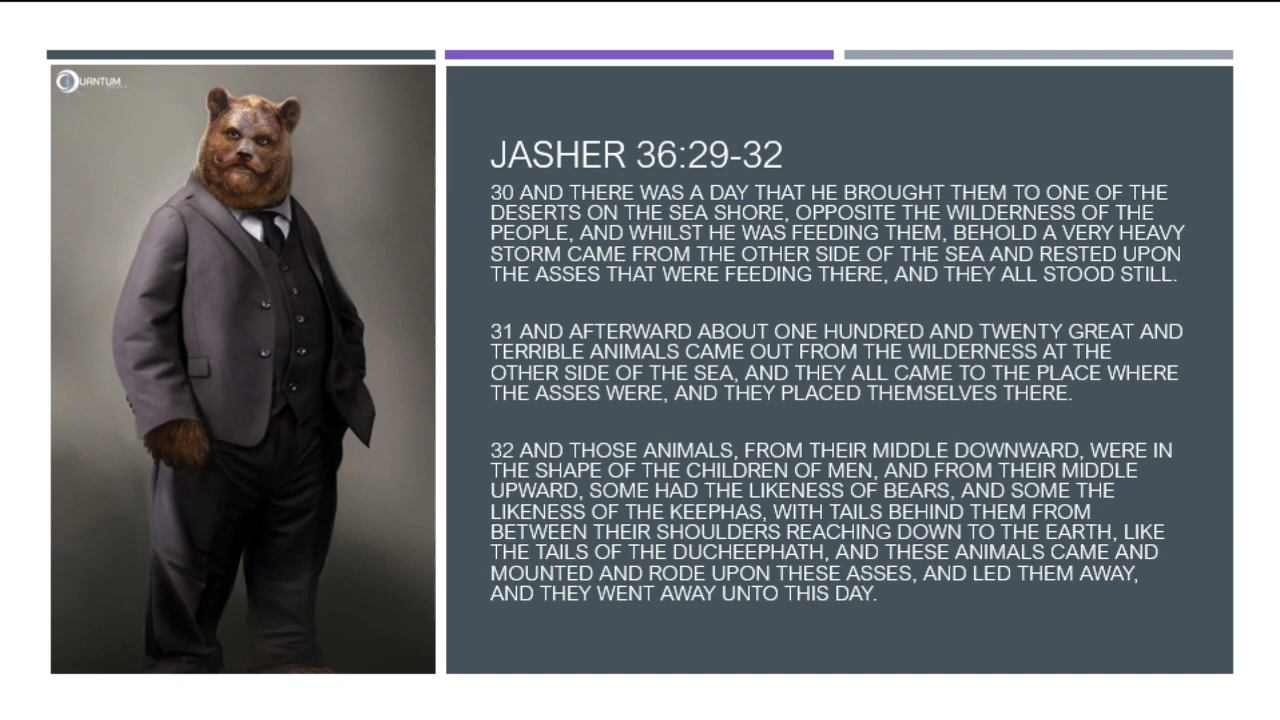 QUANTUM
JASHER 36:29-32
30 AND THERE WAS A DAY THAT HE BROUGHT THEM TO ONE OF THE
DESERTS ON THE SEA SHORE, OPPOSITE THE WILDERNESS OF THE
PEOPLE, AND WHILST HE WAS FEEDING THEM, BEHOLD A VERY HEAVY
STORM CAME FROM THE OTHER SIDE OF THE SEA AND RESTED UPON
THE ASSES THAT WERE FEEDING THERE, AND THEY ALL STOOD STILL.
31 AND AFTERWARD ABOUT ONE HUNDRED AND TWENTY GREAT AND
TERRIBLE ANIMALS CAME OUT FROM THE WILDERNESS AT THE
OTHER SIDE OF THE SEA, AND THEY ALL CAME TO THE PLACE WHERE
THE ASSES WERE, AND THEY PLACED THEMSELVES THERE.
32 AND THOSE ANIMALS, FROM THEIR MIDDLE DOWNWARD, WERE IN
THE SHAPE OF THE CHILDREN OF MEN, AND FROM THEIR MIDDLE
UPWARD, SOME HAD THE LIKENESS OF BEARS, AND SOME THE
LIKENESS OF THE KEEPHAS, WITH TAILS BEHIND THEM FROM
BETWEEN THEIR SHOULDERS REACHING DOWN TO THE EARTH, LIKE
THE TAILS OF THE DUCHEEPHATH, AND THESE ANIMALS CAME AND
MOUNTED AND RODE UPON THESE ASSES, AND LED THEM AWAY,
AND THEY WENT AWAY UNTO THIS DAY.